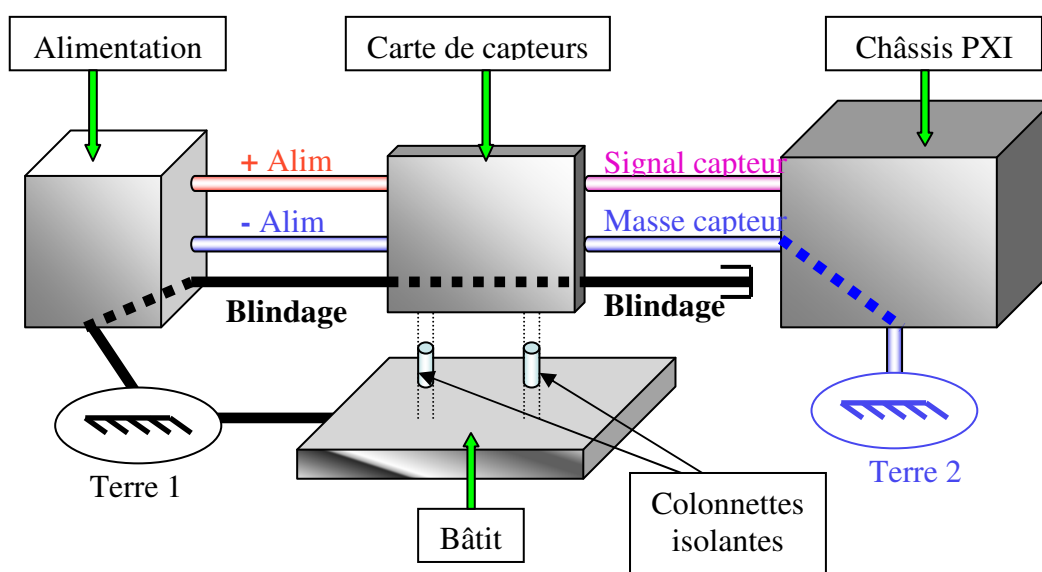 Alimentation
Carte de capteurs
Châssis PXI
+ Alim
Signal capteur
- Alim
Masse capteur
Blindage
Blindage
Terre 1
Terre 2
Colonnettes
isolantes
Bâtit